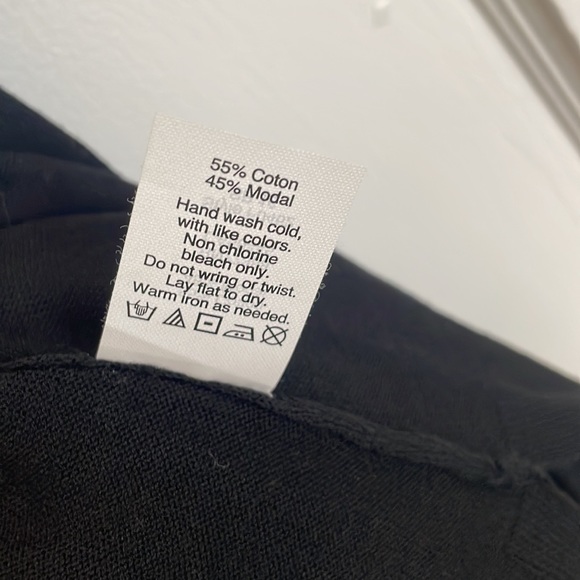 55% Coton
45% Modal
Hand wash cold,
with like colors.
Non chlorine
bleach only.
Do not wring or twist.
Lay flat to dry.
Warm iron as needed.